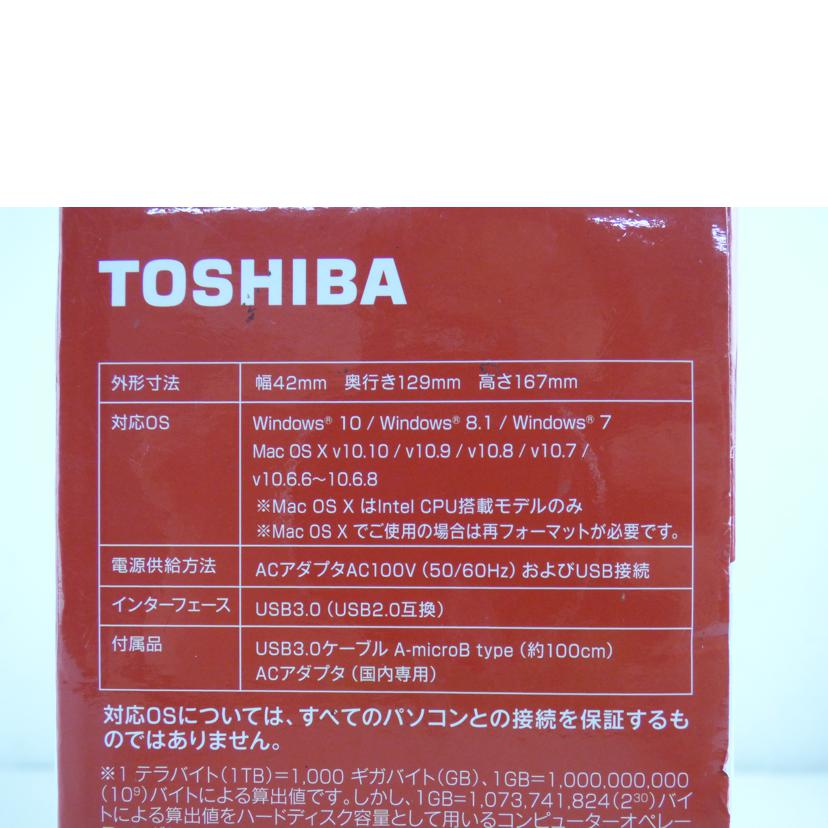 TOSHIBA
外形寸法 幅42mm 奥行き129mm 高さ167mm
対応OS Windows® 10 / Windows® 8.1 / Windows® 7
Mac OS X v10.10 / v10.9 / v10.8 / v10.7 /
v10.6.6〜10.6.8
※Mac OS X はIntel CPU搭載モデルのみ
※Mac OS X でご使用の場合は再フォーマットが必要です。
電源供給方法 ACアダプタAC100V（50/60Hz）およびUSB接続
インターフェース USB3.0（USB2.0互換）
付属品 USB3.0ケーブル A-microB type（約100cm）
ACアダプタ（国内専用）
対応OSについては、すべてのパソコンとの接続を保証するも
のではありません。
※1 テラバイト（1TB）=1,000 ギガバイト（GB）、1GB=1,000,000,000
（10⁹）バイトによる算出値です。しかし、1GB=1,073,741,824（2³⁰）バイ
トによる算出値をハードディスク容量として用いるコンピューターオペレー